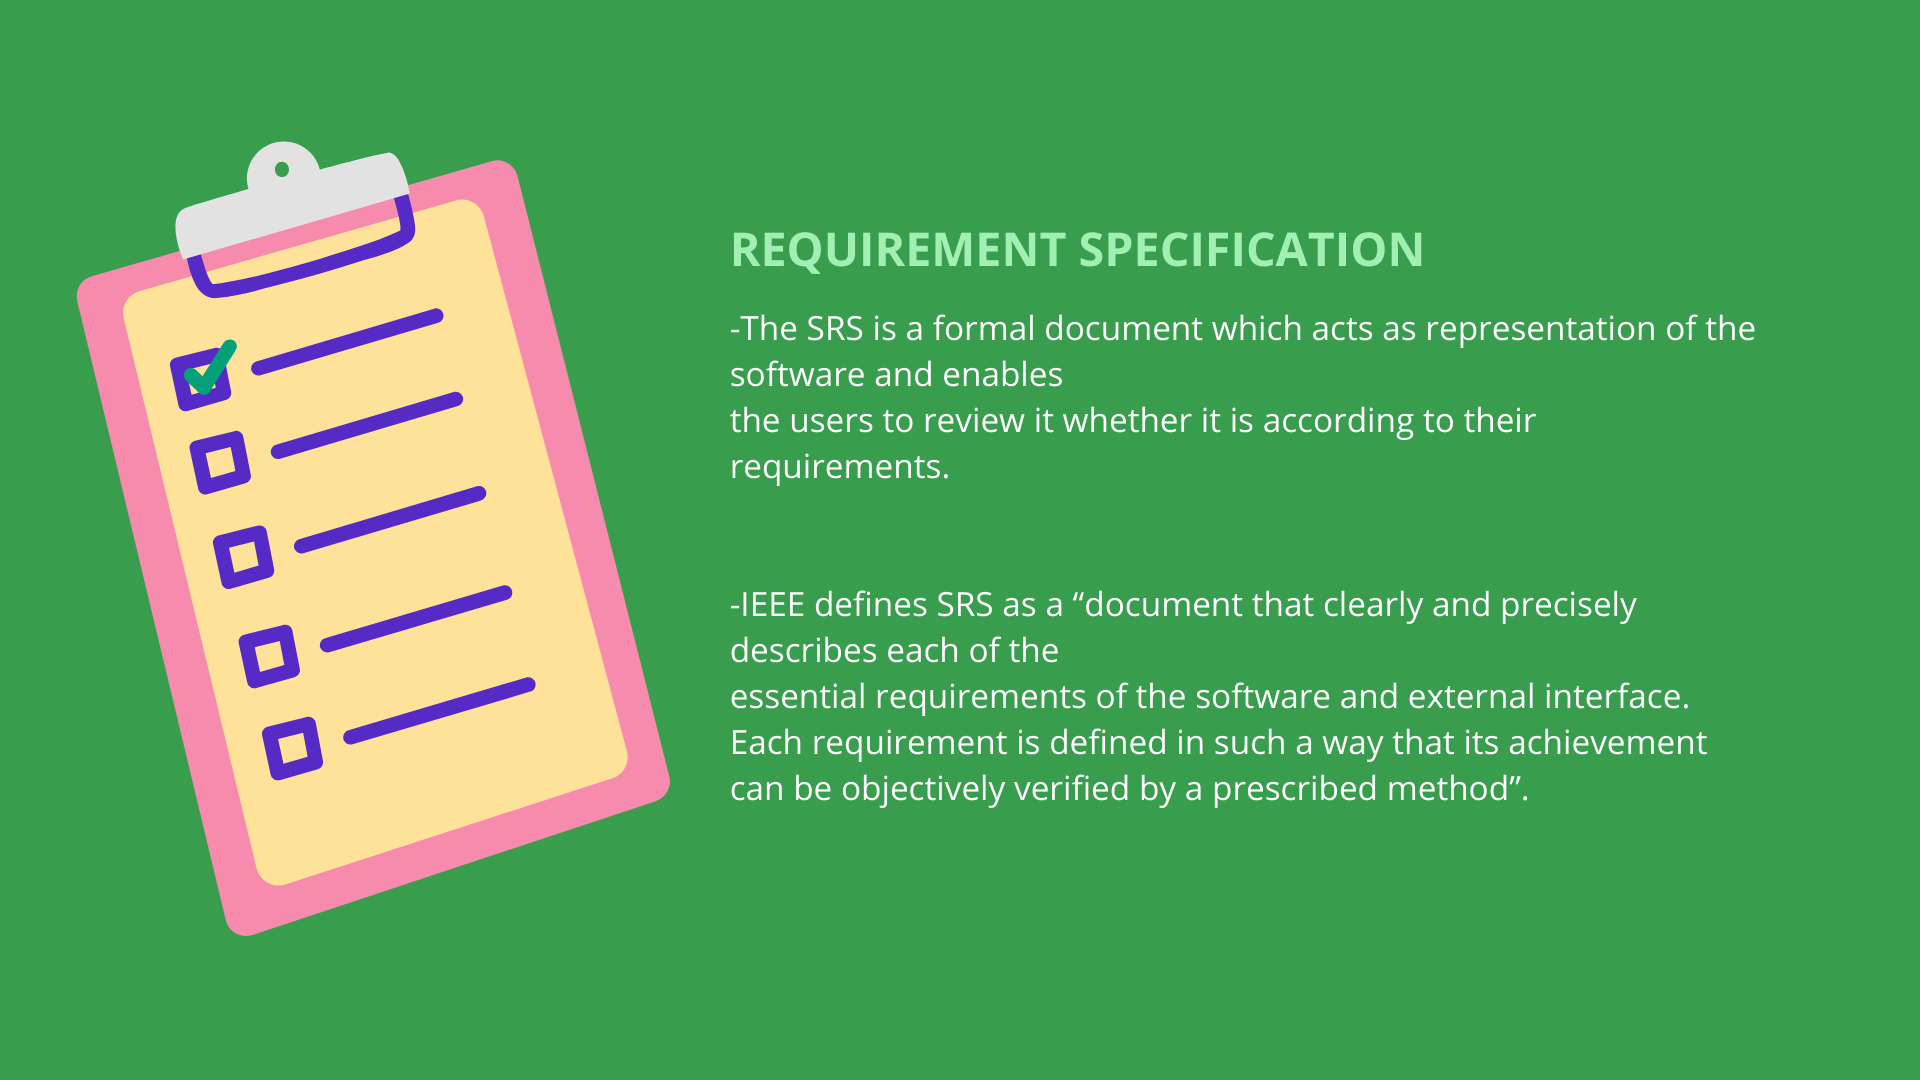 REQUIREMENT SPECIFICATION
-The SRS is a formal document which acts as representation of the
software and enables
the users to review it whether it is according to their
requirements.
-IEEE defines SRS as a “document that clearly and precisely
describes each of the
essential requirements of the software and external interface.
Each requirement is defined in such a way that its achievement
can be objectively verified by a prescribed method”.